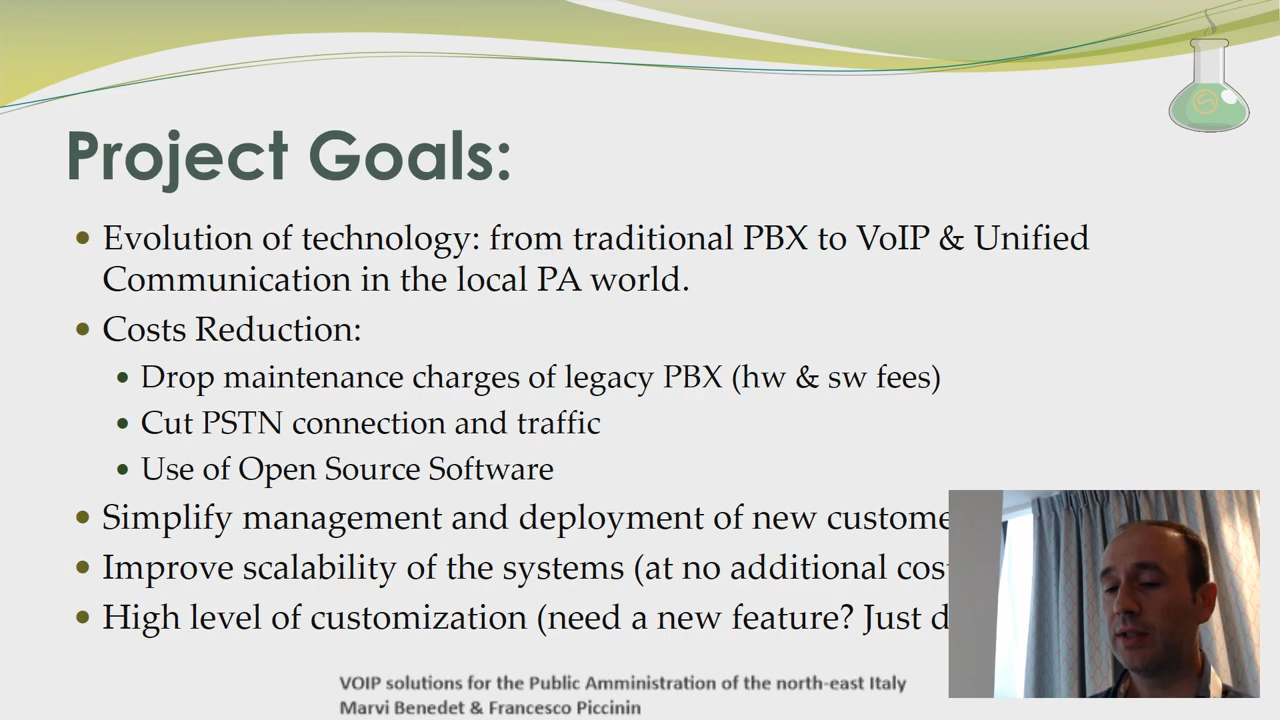 Project Goals:
Evolution of technology: from traditional PBX to VoIP & Unified
Communication in the local PA world.
Costs Reduction:
Drop maintenance charges of legacy PBX (hw & sw fees)
Cut PSTN connection and traffic
Use of Open Source Software
Simplify management and deployment of new custome
Improve scalability of the systems (at no additional cos
High level of customization (need a new feature? Just d
VOIP solutions for the Public Amministration of the north-east Italy
Marvi Benedet & Francesco Piccinin